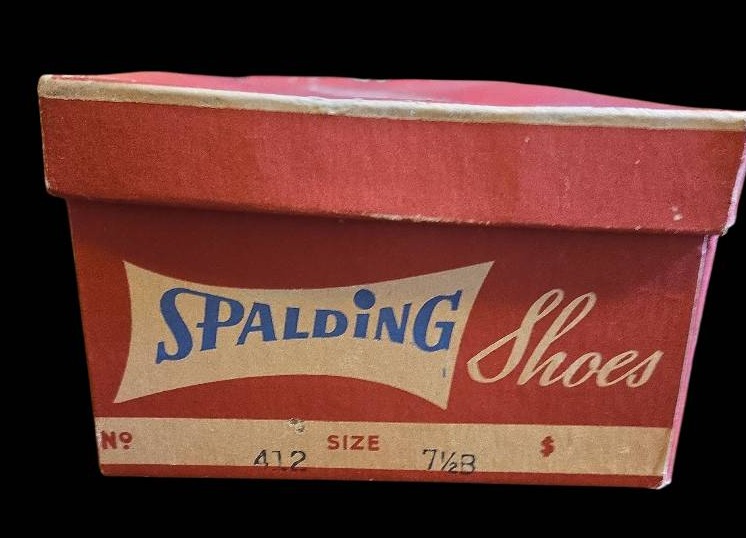 SPALDING Shoes
Nº SIZE $
412 7½B